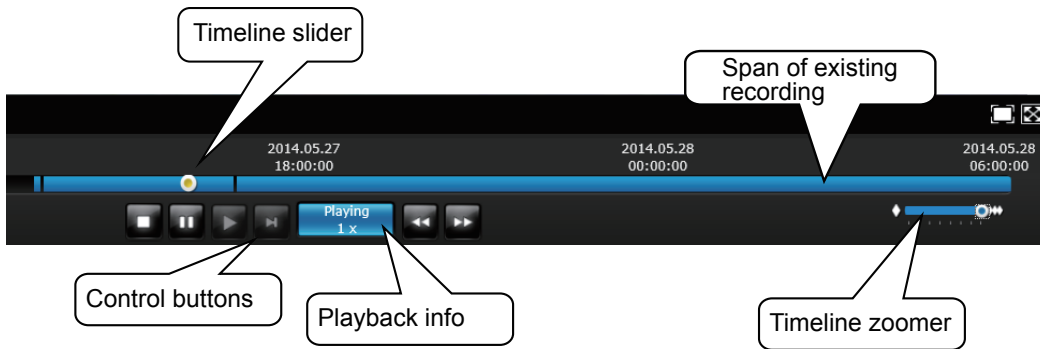 Timeline slider
Span of existing
recording
2014.05.27
18:00:00
2014.05.28
00:00:00
2014.05.28
06:00:00
Playing
1 x
Control buttons
Playback info
Timeline zoomer